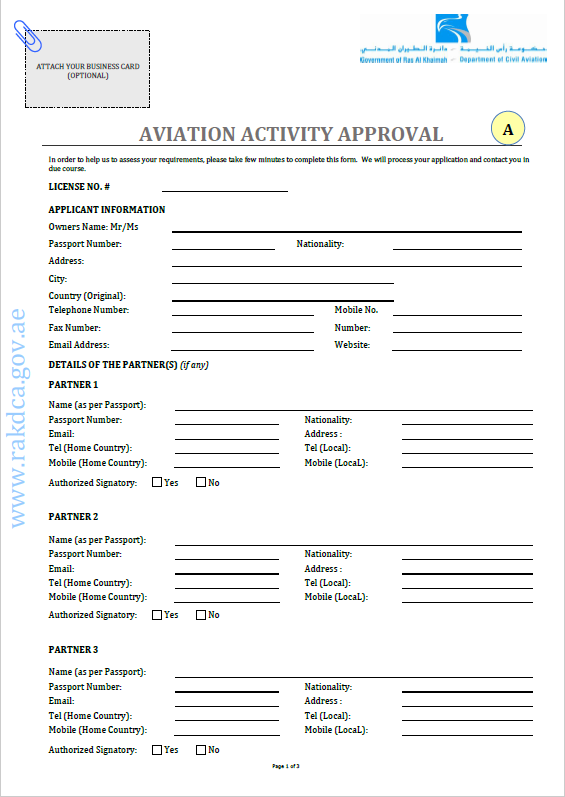 ATTACH YOUR BUSINESS CARD
(OPTIONAL)
حكومة رأس الخيمة - دائرة الطيران المدني
Government of Ras Al Khaimah - Department of Civil Aviation
AVIATION ACTIVITY APPROVAL
A
In order to help us to assess your requirements, please take few minutes to complete this form. We will process your application and contact you in
due course.
LICENSE NO. #
APPLICANT INFORMATION
Owners Name: Mr/Ms
Passport Number: Nationality:
Address:
City:
Country (Original):
Telephone Number: Mobile No.
Fax Number: Number:
Email Address: Website:
DETAILS OF THE PARTNER(S) (if any)
PARTNER 1
Name (as per Passport):
Passport Number: Nationality:
Email: Address :
Tel (Home Country): Tel (Local):
Mobile (Home Country): Mobile (LocaL):
Authorized Signatory: Yes No
PARTNER 2
Name (as per Passport):
Passport Number: Nationality:
Email: Address :
Tel (Home Country): Tel (Local):
Mobile (Home Country): Mobile (LocaL):
Authorized Signatory: Yes No
PARTNER 3
Name (as per Passport):
Passport Number: Nationality:
Email: Address :
Tel (Home Country): Tel (Local):
Mobile (Home Country): Mobile (LocaL):
Authorized Signatory: Yes No
www.rakdca.gov.ae
Page 1 of 3